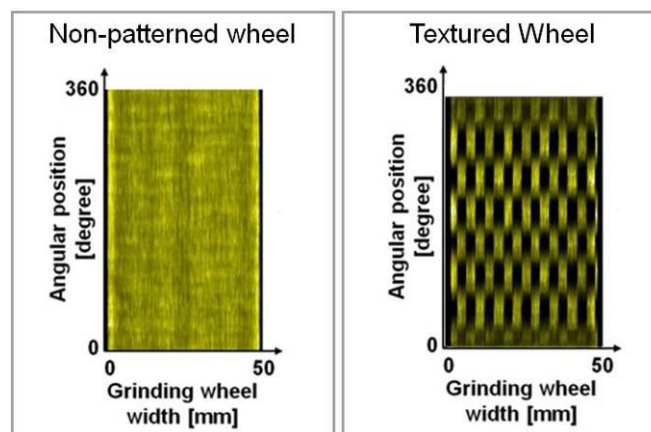 Non-patterned wheel
360
Angular position
[degree]
0
0
50
Grinding wheel
width [mm]
Textured Wheel
360
Angular position
[degree]
0
0
50
Grinding wheel
width [mm]